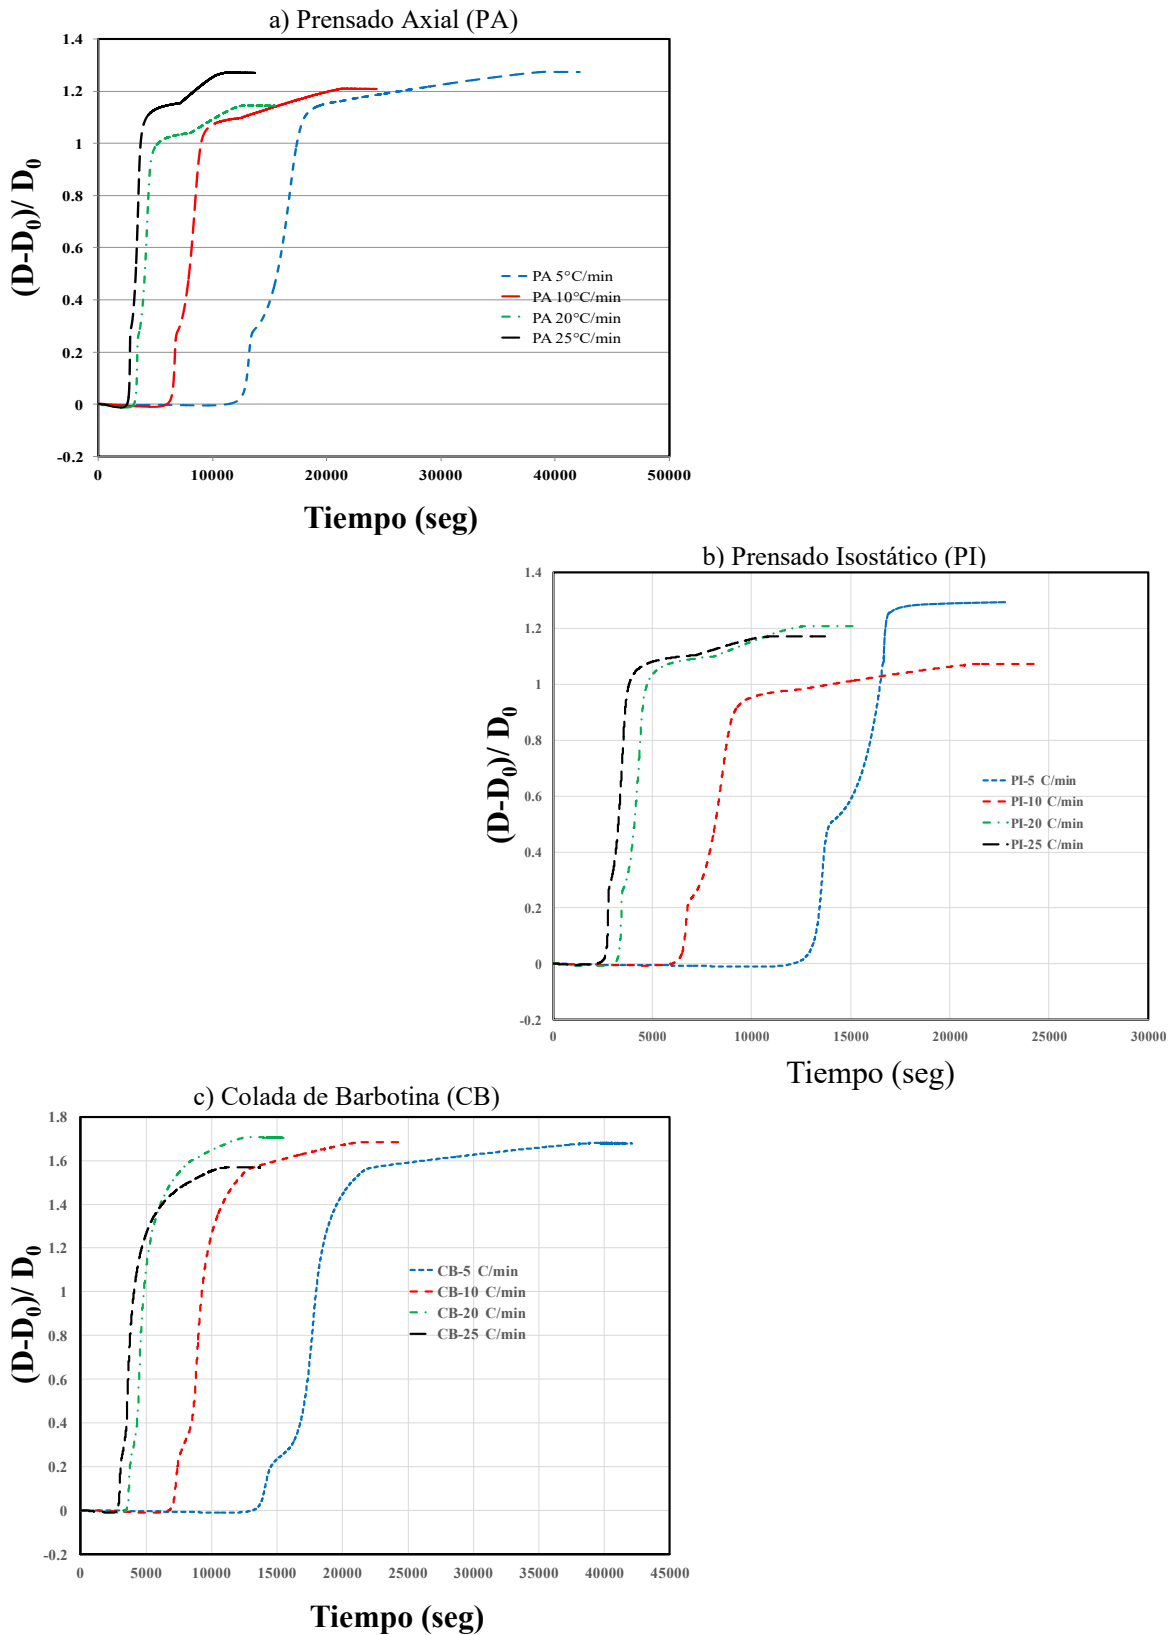 a) Prensado Axial (PA)
1.4
1.2
1
0.8
0.6
0.4
0.2
0
-0.2
(D-D0)/ D0
PA 5°C/min
PA 10°C/min
PA 20°C/min
PA 25°C/min
0 10000 20000 30000 40000 50000
Tiempo (seg)
b) Prensado Isostático (PI)
1.4
1.2
1
0.8
0.6
0.4
0.2
0
-0.2
(D-D0)/ D0
PI-5 C/min
PI-10 C/min
PI-20 C/min
PI-25 C/min
0 5000 10000 15000 20000 25000 30000
Tiempo (seg)
c) Colada de Barbotina (CB)
1.8
1.6
1.4
1.2
1
0.8
0.6
0.4
0.2
0
-0.2
(D-D0)/ D0
CB-5 C/min
CB-10 C/min
CB-20 C/min
CB-25 C/min
0 5000 10000 15000 20000 25000 30000 35000 40000 45000
Tiempo (seg)